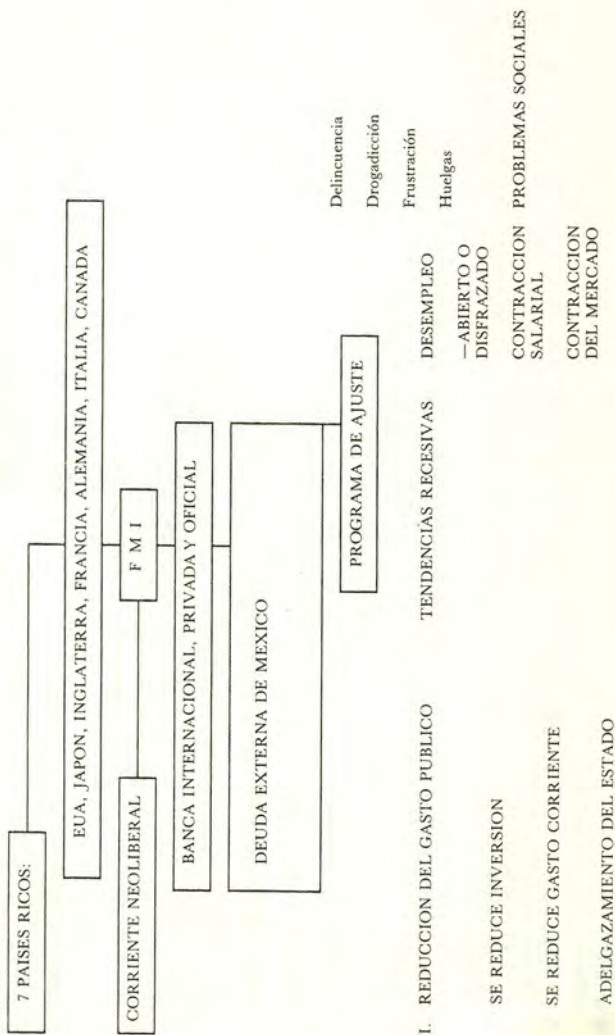 7 PAISES RICOS:
EUA, JAPON, INGLATERRA, FRANCIA, ALEMANIA, ITALIA, CANADA
CORRIENTE NEOLIBERAL
F M I
BANCA INTERNACIONAL, PRIVADA Y OFICIAL
DEUDA EXTERNA DE MEXICO
PROGRAMA DE AJUSTE
I. REDUCCION DEL GASTO PUBLICO
SE REDUCE INVERSION
SE REDUCE GASTO CORRIENTE
ADELGAZAMIENTO DEL ESTADO
TENDENCIAS RECESIVAS
DESEMPLEO
—ABIERTO O
DISFRAZADO
CONTRACCION
SALARIAL
CONTRACCION
DEL MERCADO
Delincuencia
Drogadicción
Frustración
Huelgas
PROBLEMAS SOCIALES